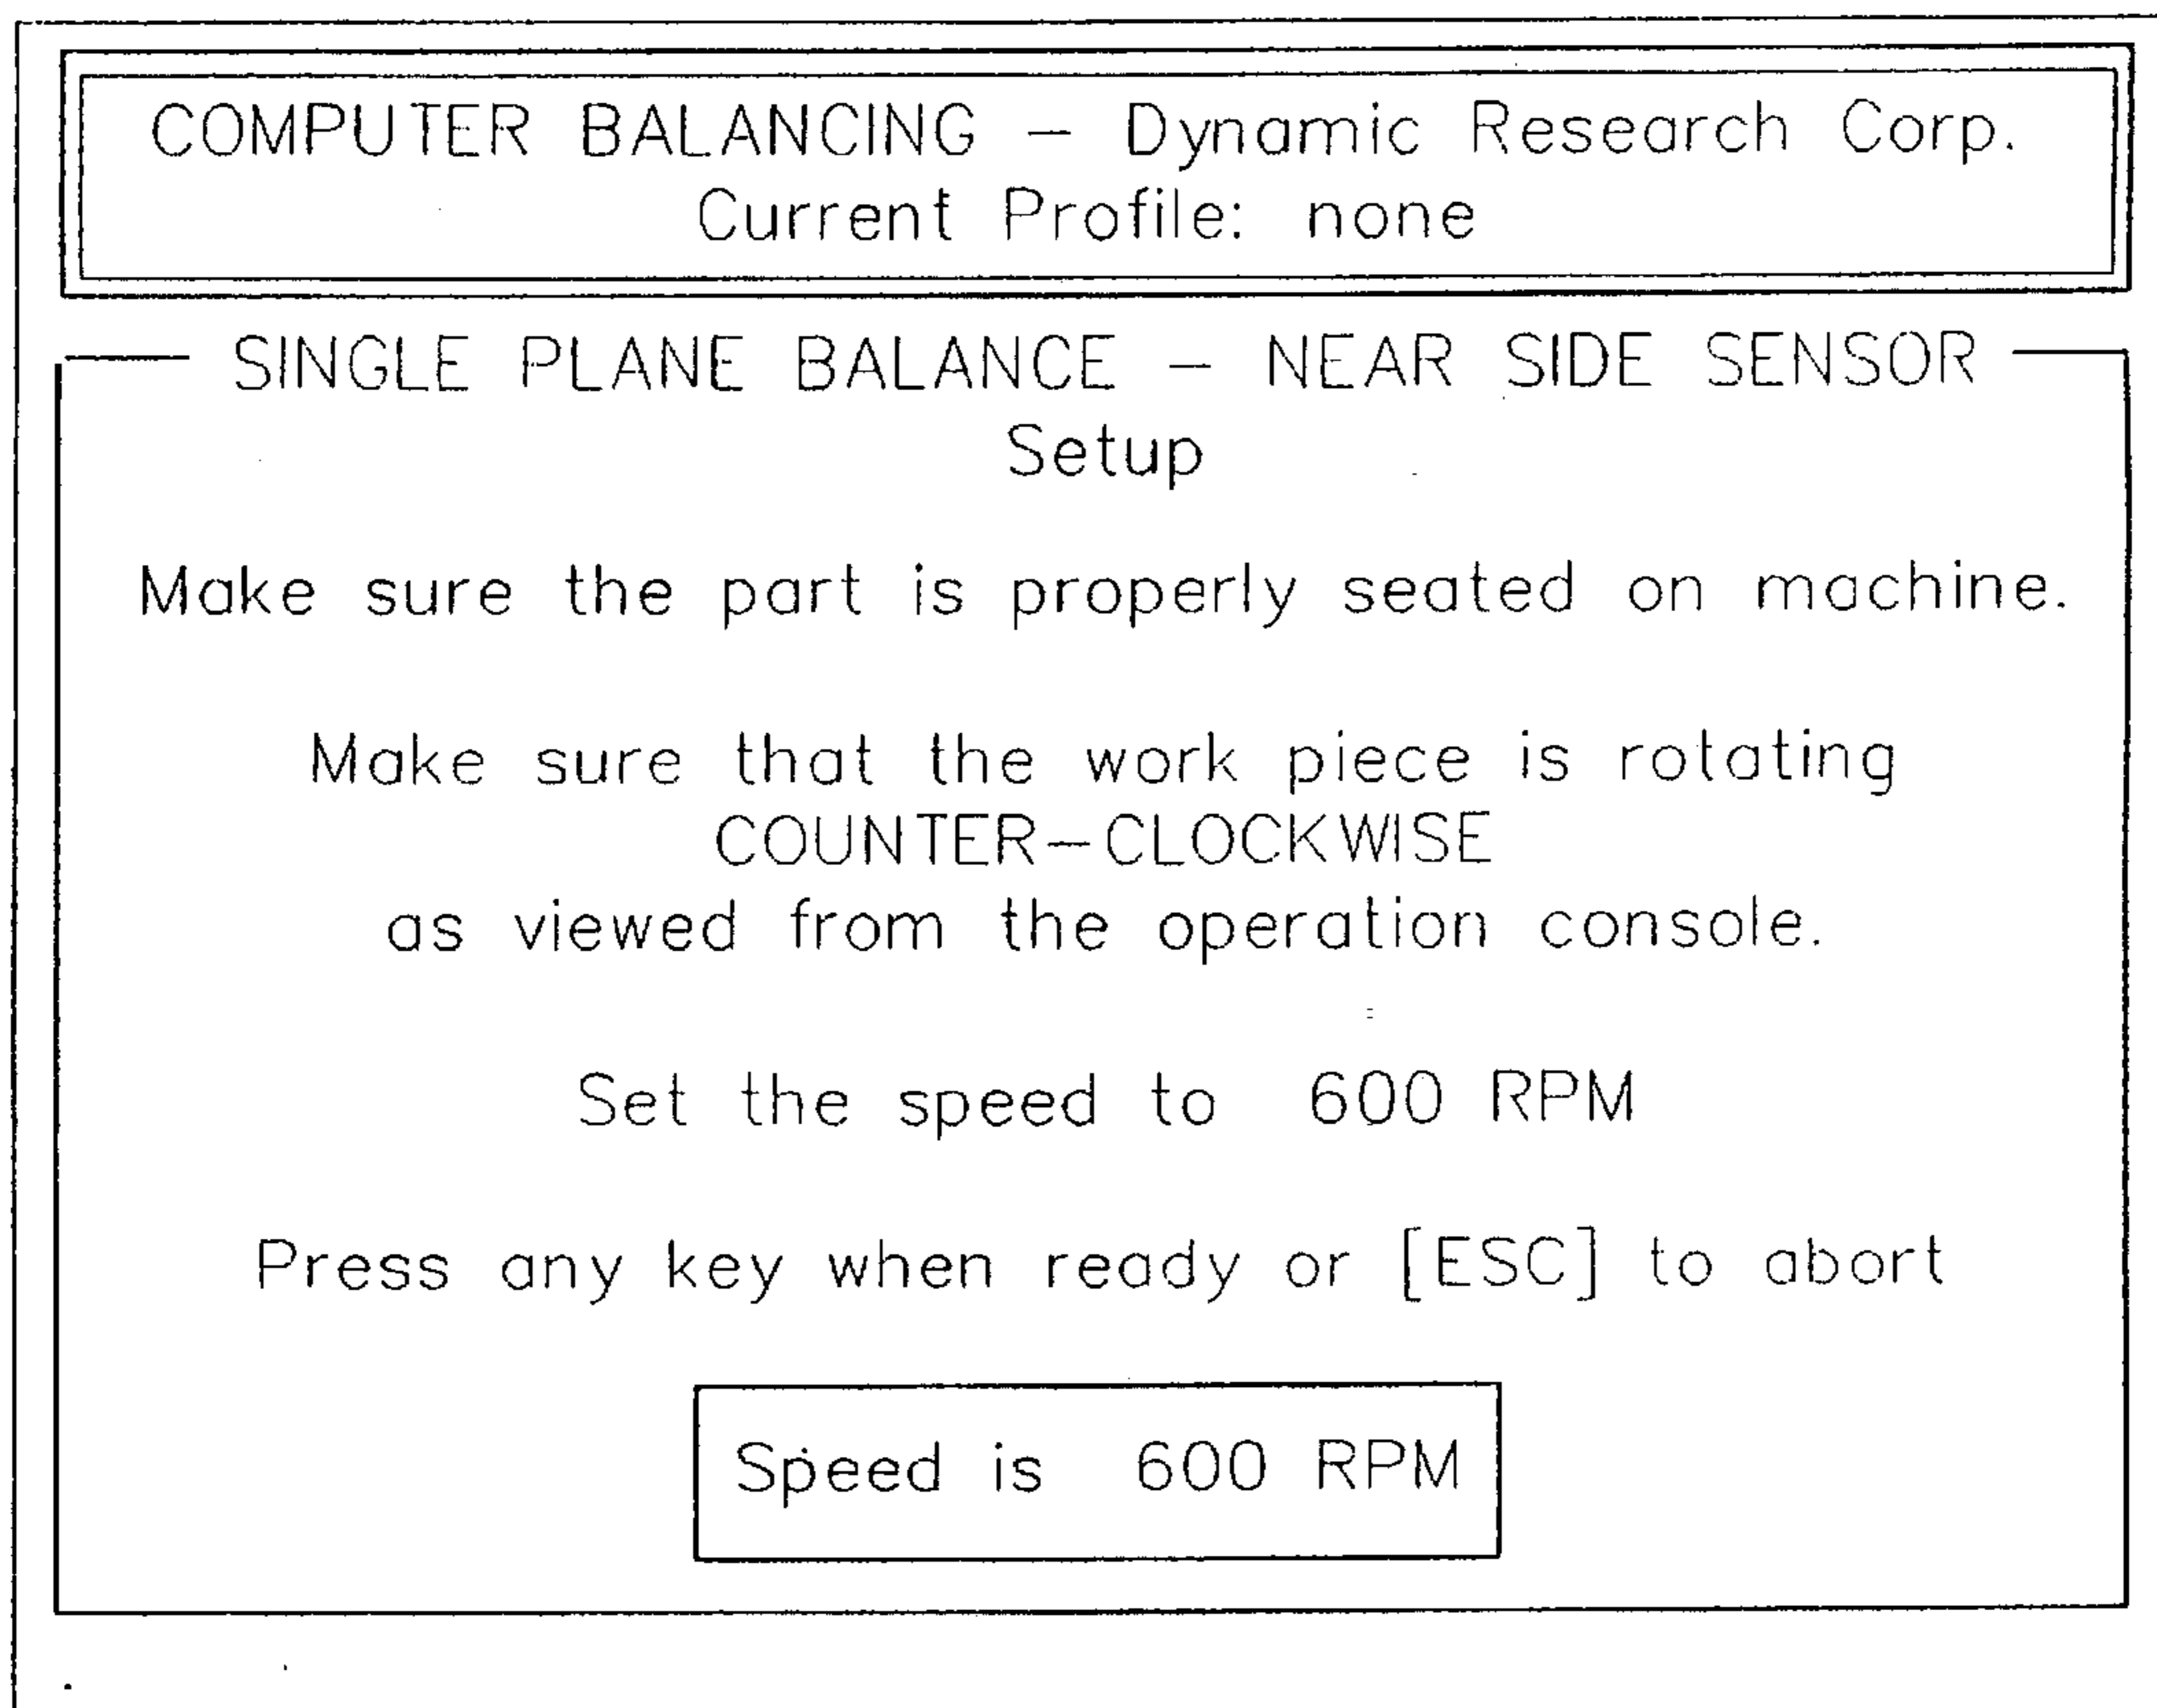 COMPUTER BALANCING – Dynamic Research Corp.
Current Profile: none
SINGLE PLANE BALANCE – NEAR SIDE SENSOR
Setup
Make sure the part is properly seated on machine.
Make sure that the work piece is rotating
COUNTER–CLOCKWISE
as viewed from the operation console.
Set the speed to 600 RPM
Press any key when ready or [ESC] to abort
Speed is 600 RPM